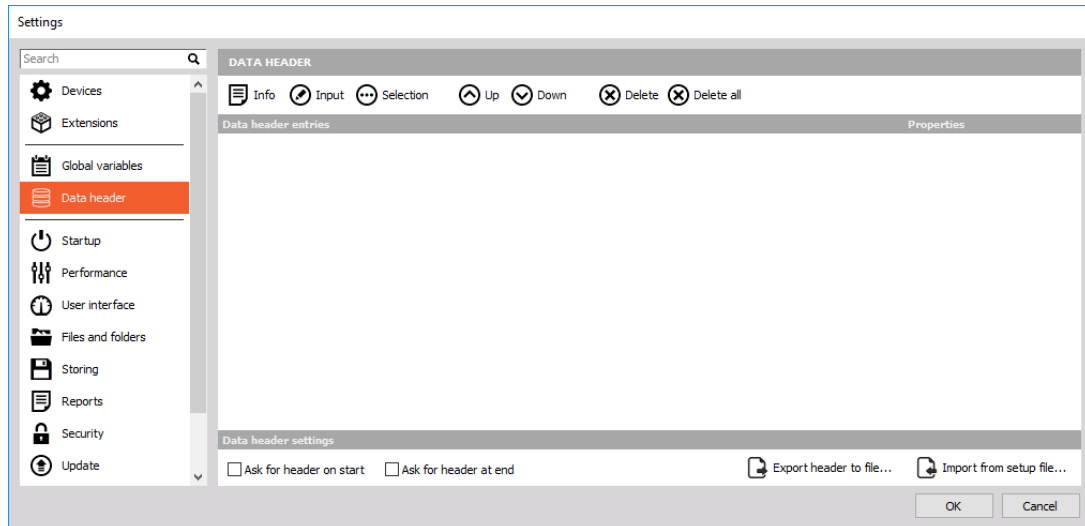 Settings
Search
Devices
Extensions
Global variables
Data header
Startup
Performance
User interface
Files and folders
Storing
Reports
Security
Update
DATA HEADER
Info Input Selection Up Down Delete Delete all
Data header entries Properties
Data header settings
Ask for header on start Ask for header at end Export header to file... Import from setup file...
OK Cancel